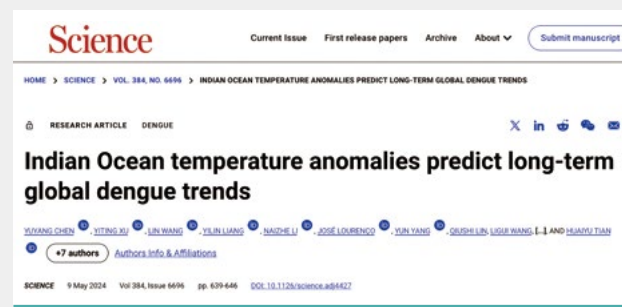 Science
Current Issue First release papers Archive About Submit manuscript
HOME > SCIENCE > VOL. 384, NO. 6696 > INDIAN OCEAN TEMPERATURE ANOMALIES PREDICT LONG-TERM GLOBAL DENGUE TRENDS
RESEARCH ARTICLE DENGUE
Indian Ocean temperature anomalies predict long-term
global dengue trends
YUYANG CHEN, YITING XU, LIN WANG, YILIN LIANG, NAIZHE LI, JOSÉ LOURENÇO, YUN YANG, QIUSHI LIN, LIGUI WANG, [...], AND HUAIYU TIAN
+7 authors Authors Info & Affiliations
SCIENCE 9 May 2024 Vol 384, Issue 6696 pp. 639-646 DOI: 10.1126/science.adj4427